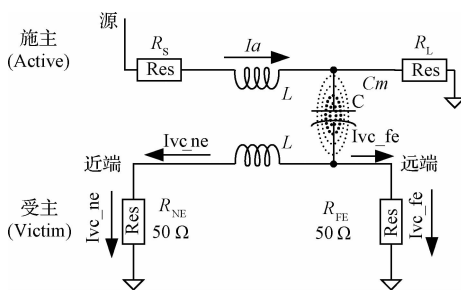 施主
(Active)
源
R_S
Res
Ia
L
R_L
Res
Cm
C
Ivc_ne
L
Ivc_fe
近端
远端
受主
(Victim)
Ivc_ne
Res
R_NE
50 Ω
R_FE
50 Ω
Res
Ivc_fe